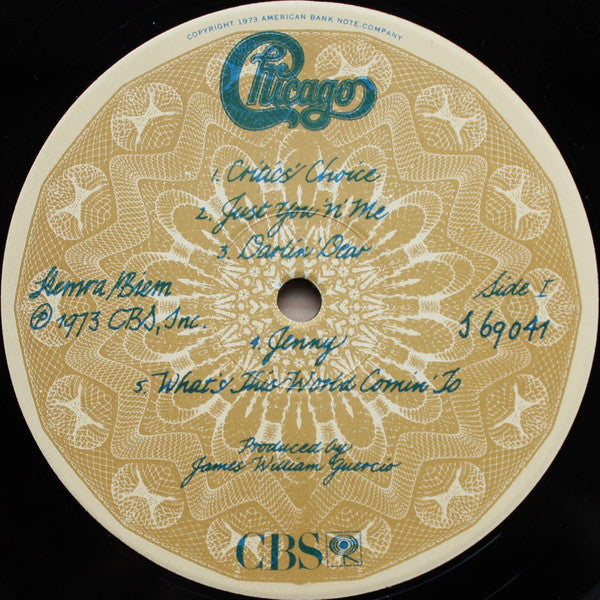 COPYRIGHT 1973 AMERICAN BANK NOTE COMPANY
Chicago
1. Critics' Choice
2. Just You 'n' Me
3. Darlin' Dear
Gemra/Biem
℗ 1973 CBS, Inc.
Side I
S 69041
4. Jenny
5. What's This World Comin' To
Produced by
James William Guercio
CBS